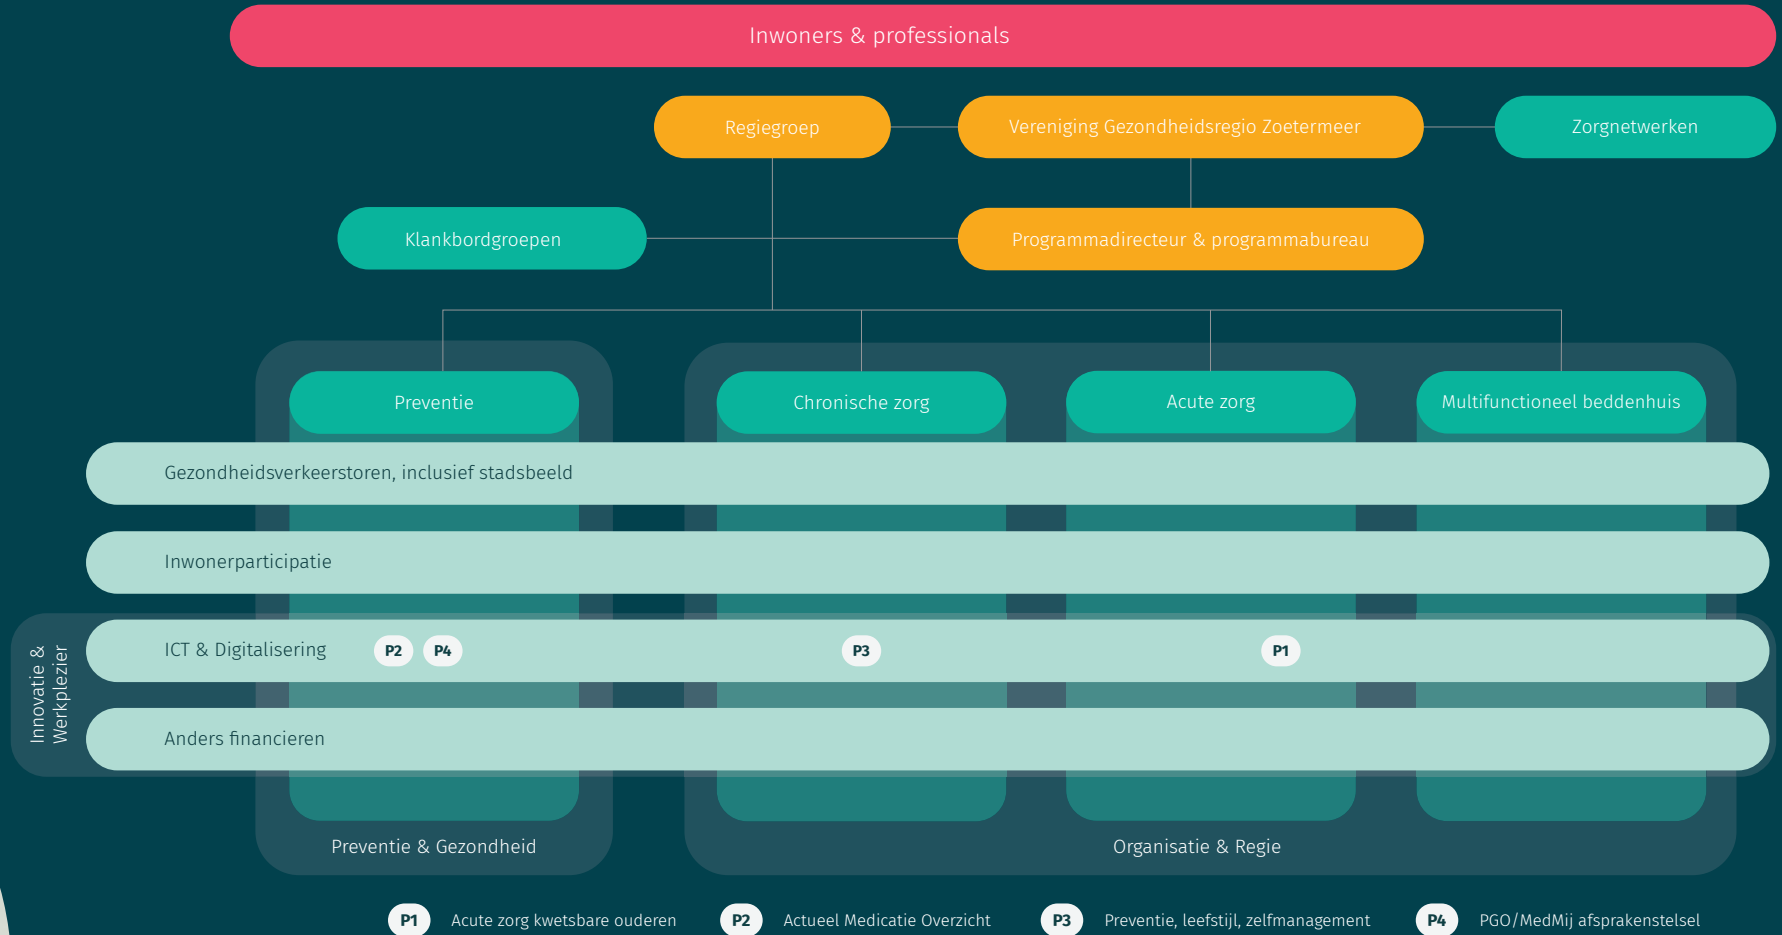 Inwoners & professionals
Regiegroep
Vereniging Gezondheidsregio Zoetermeer
Zorgnetwerken
Klankbordgroepen
Programmadirecteur & programmabureau
Preventie
Chronische zorg
Acute zorg
Multifunctioneel beddenhuis
Gezondheidsverkeerstoren, inclusief stadsbeeld
Inwonerparticipatie
Innovatie &
Werkplezier
ICT & Digitalisering
P2
P4
P3
P1
Anders financieren
Preventie & Gezondheid
Organisatie & Regie
P1 Acute zorg kwetsbare ouderen
P2 Actueel Medicatie Overzicht
P3 Preventie, leefstijl, zelfmanagement
P4 PGO/MedMij afsprakenstelsel